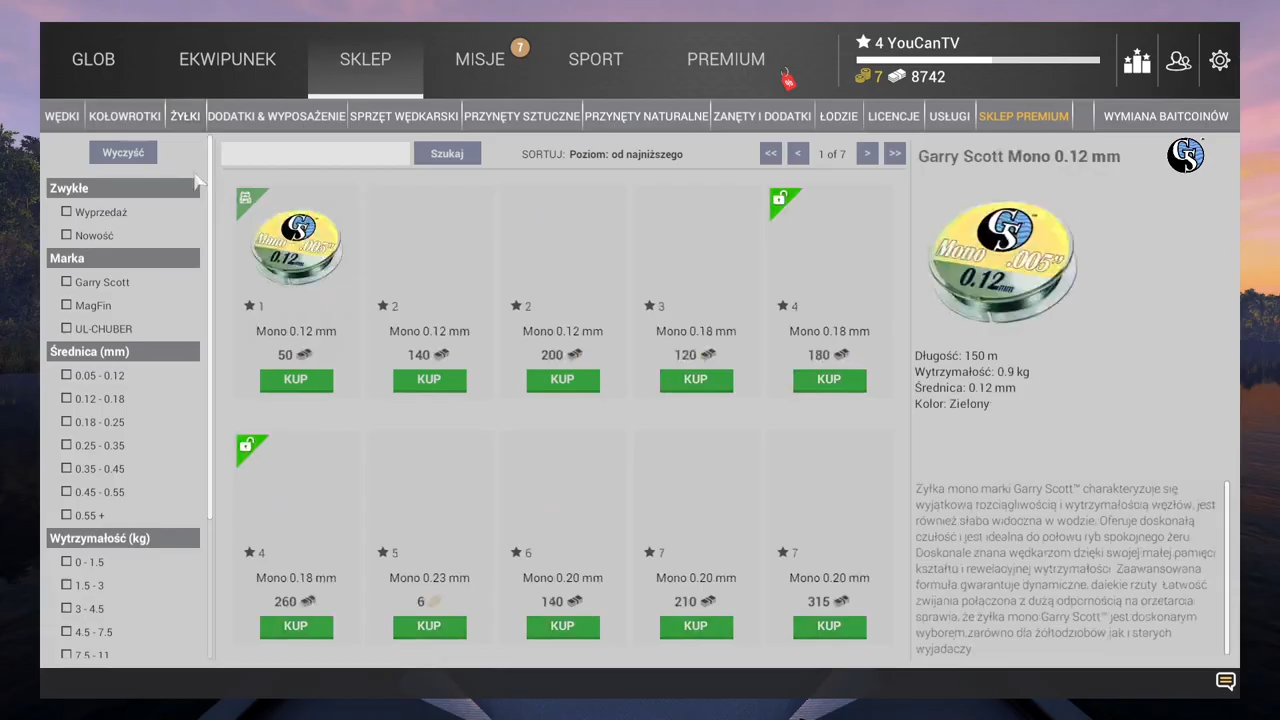 GLOB
EKWIPUNEK
SKLEP
MISJE
7
SPORT
PREMIUM
%
4 YouCanTV
7
8742
WĘDKI
KOŁOWROTKI
ŻYŁKI
DODATKI & WYPOSAŻENIE
SPRZĘT WĘDKARSKI
PRZYNĘTY SZTUCZNE
PRZYNĘTY NATURALNE
ZANĘTY I DODATKI
ŁODZIE
LICENCJE
USŁUGI
SKLEP PREMIUM
WYMIANA BAITCOINÓW
Wyczyść
Zwykłe
Wyprzedaż
Nowość
Marka
Garry Scott
MagFin
UL-CHUBER
Średnica (mm)
0.05 - 0.12
0.12 - 0.18
0.18 - 0.25
0.25 - 0.35
0.35 - 0.45
0.45 - 0.55
0.55 +
Wytrzymałość (kg)
0 - 1.5
1.5 - 3
3 - 4.5
4.5 - 7.5
7.5 - 11
Szukaj
SORTUJ: Poziom: od najniższego
<<
<
1 of 7
>
>>
GS
Mono .005"
0.12mm
1
2
2
3
4
Mono 0.12 mm
Mono 0.12 mm
Mono 0.12 mm
Mono 0.18 mm
Mono 0.18 mm
50
140
200
120
180
KUP
KUP
KUP
KUP
KUP
4
5
6
7
7
Mono 0.18 mm
Mono 0.23 mm
Mono 0.20 mm
Mono 0.20 mm
Mono 0.20 mm
260
6
140
210
315
KUP
KUP
KUP
KUP
KUP
Garry Scott Mono 0.12 mm
GS
GS
Mono .005"
0.12mm
Długość: 150 m
Wytrzymałość: 0.9 kg
Średnica: 0.12 mm
Kolor: Zielony
Żyłka mono marki Garry Scott™ charakteryzuje się
wyjątkową rozciągliwością i wytrzymałością węzłów, jest
również słabo widoczna w wodzie. Oferuje doskonałą
czułość i jest idealna do połowu ryb spokojnego żeru.
Doskonale znana wędkarzom dzięki swojej małej pamięci
kształtu i rewelacyjnej wytrzymałości. Zaawansowana
formuła gwarantuje dynamiczne, dalekie rzuty. Łatwość
zwijania połączona z dużą odpornością na przetarcia
sprawia, że żyłka mono Garry Scott™ jest doskonałym
wyborem zarówno dla żółtodziobów jak i starych
wyjadaczy